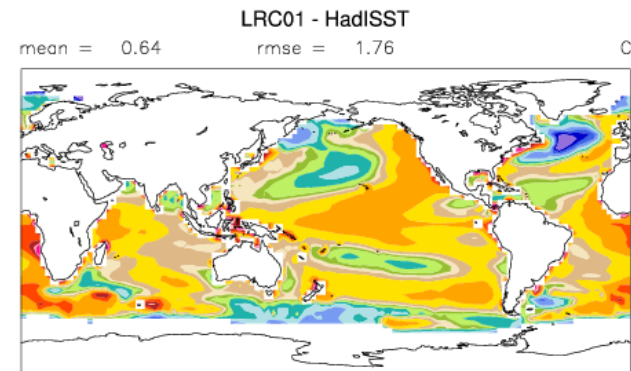 LRC01 - HadISST
mean = 0.64 rmse = 1.76 C